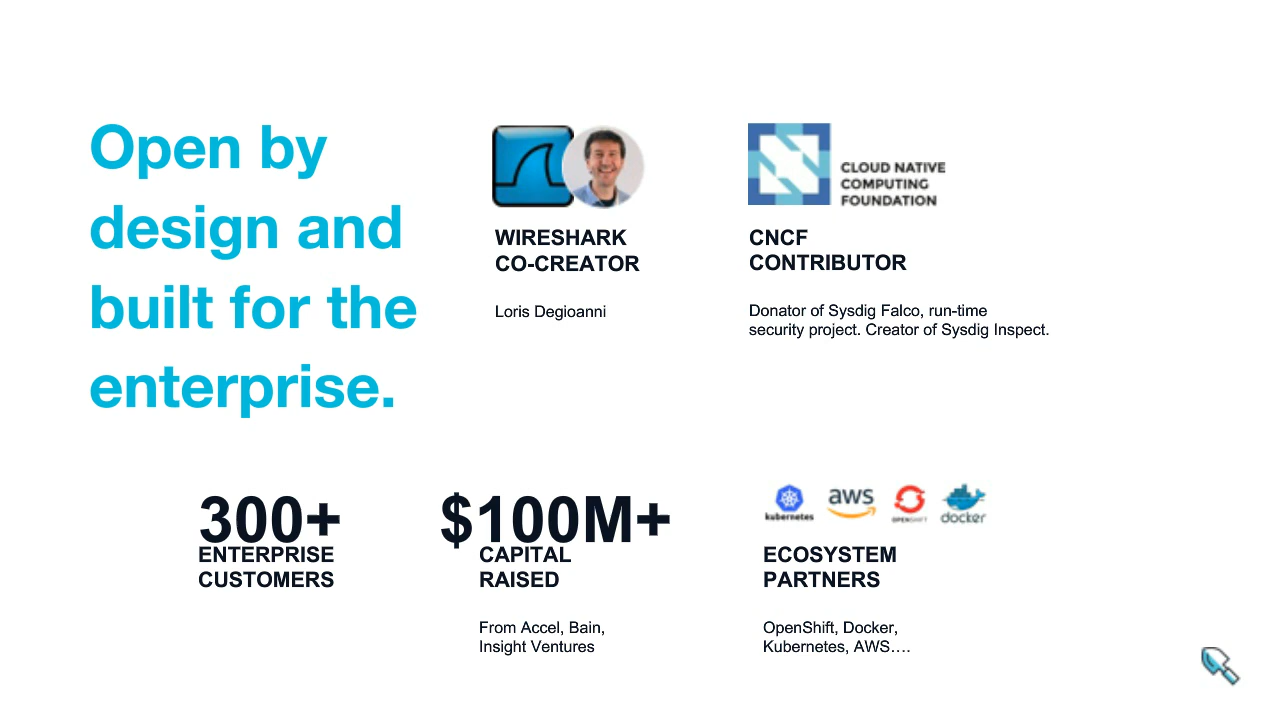 Open by
design and
built for the
enterprise.
WIRESHARK
CO-CREATOR
Loris Degioanni
CLOUD NATIVE
COMPUTING
FOUNDATION
CNCF
CONTRIBUTOR
Donator of Sysdig Falco, run-time
security project. Creator of Sysdig Inspect.
300+
ENTERPRISE
CUSTOMERS
$100M+
CAPITAL
RAISED
From Accel, Bain,
Insight Ventures
kubernetes aws OPENSHIFT docker
ECOSYSTEM
PARTNERS
OpenShift, Docker,
Kubernetes, AWS….